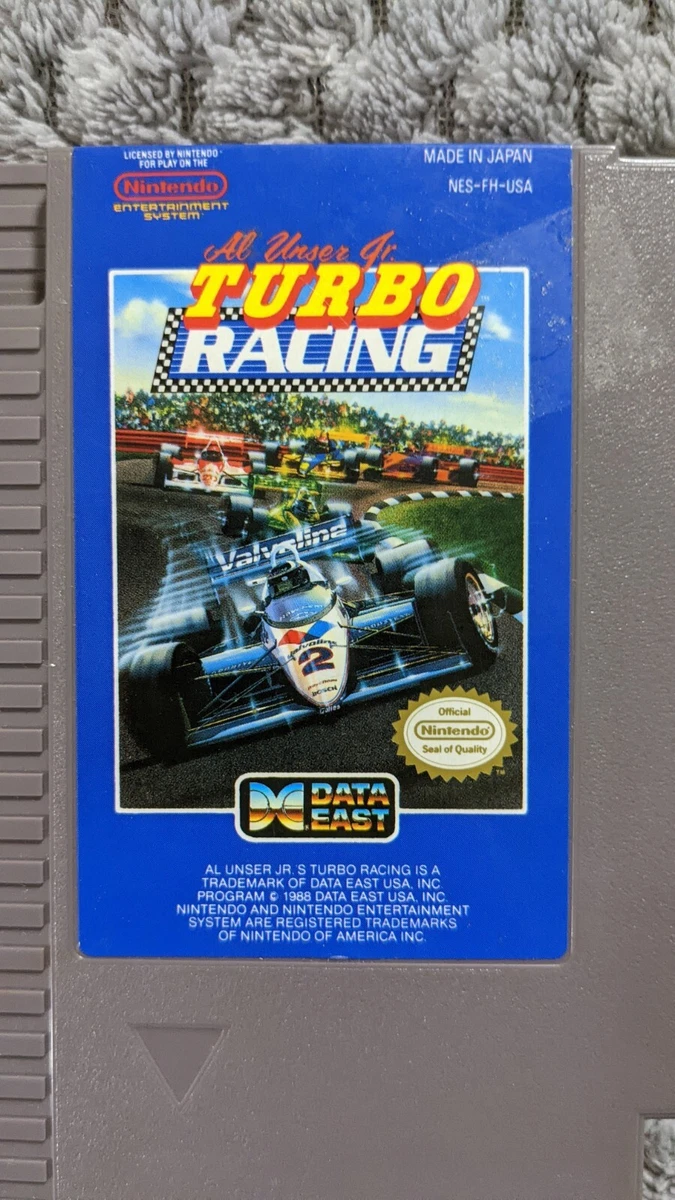 LICENSED BY NINTENDO
FOR PLAY ON THE
Nintendo
ENTERTAINMENT
SYSTEM
MADE IN JAPAN
NES-FH-USA
Al Unser Jr.
TURBO
RACING
Valvoline
Valvoline
2
BOSCH
Official
Nintendo
Seal of Quality
TM
DATA
EAST
AL UNSER JR.'S TURBO RACING IS A
TRADEMARK OF DATA EAST USA, INC.
PROGRAM © 1988 DATA EAST USA, INC.
NINTENDO AND NINTENDO ENTERTAINMENT
SYSTEM ARE REGISTERED TRADEMARKS
OF NINTENDO OF AMERICA INC.